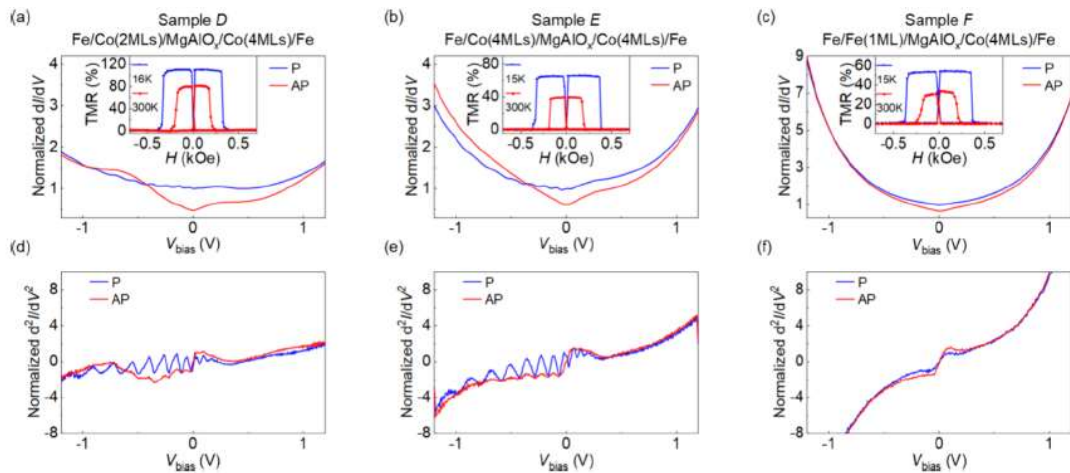 (a) Sample D
Fe/Co(2MLs)/MgAlOx/Co(4MLs)/Fe
Normalized dI/dV
4
3
2
1
-1 0 1
Vbias (V)
TMR (%)
120
80
40
0
16K
300K
-0.5 0.0 0.5
H (kOe)
P
AP
(b) Sample E
Fe/Co(4MLs)/MgAlOx/Co(4MLs)/Fe
Normalized dI/dV
4
3
2
1
-1 0 1
Vbias (V)
TMR (%)
80
40
0
15K
300K
-0.5 0.0 0.5
H (kOe)
P
AP
(c) Sample F
Fe/Fe(1ML)/MgAlOx/Co(4MLs)/Fe
Normalized dI/dV
9
7
5
3
1
-1 0 1
Vbias (V)
TMR (%)
60
40
20
0
15K
300K
-0.5 0.0 0.5
H (kOe)
P
AP
(d)
Normalized d²I/dV²
8
4
0
-4
-8
-1 0 1
Vbias (V)
P
AP
(e)
Normalized d²I/dV²
8
4
0
-4
-8
-1 0 1
Vbias (V)
P
AP
(f)
Normalized d²I/dV²
8
4
0
-4
-8
-1 0 1
Vbias (V)
P
AP